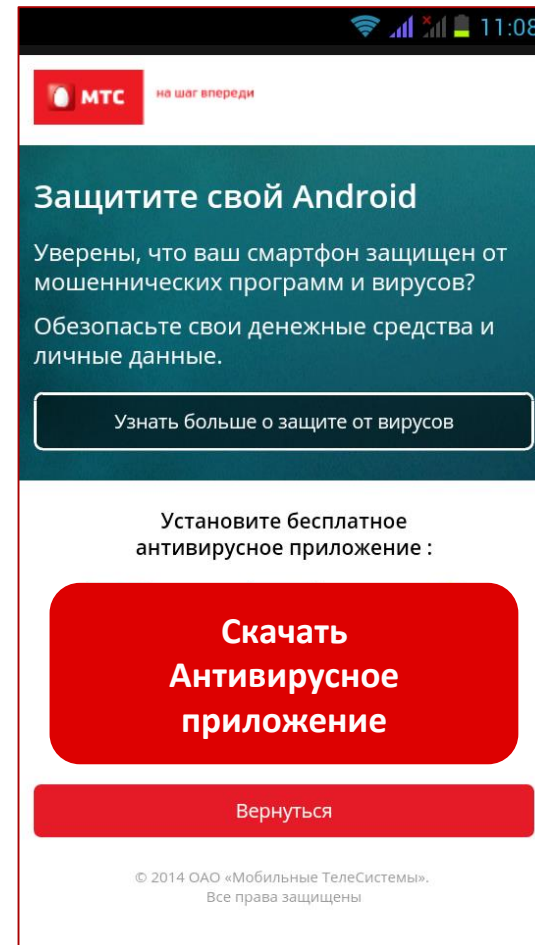 11:08
МТС
на шаг впереди
Защитите свой Android
Уверены, что ваш смартфон защищен от
мошеннических программ и вирусов?
Обезопасьте свои денежные средства и
личные данные.
Узнать больше о защите от вирусов
Установите бесплатное
антивирусное приложение :
Скачать
Антивирусное
приложение
Вернуться
© 2014 ОАО «Мобильные ТелеСистемы».
Все права защищены